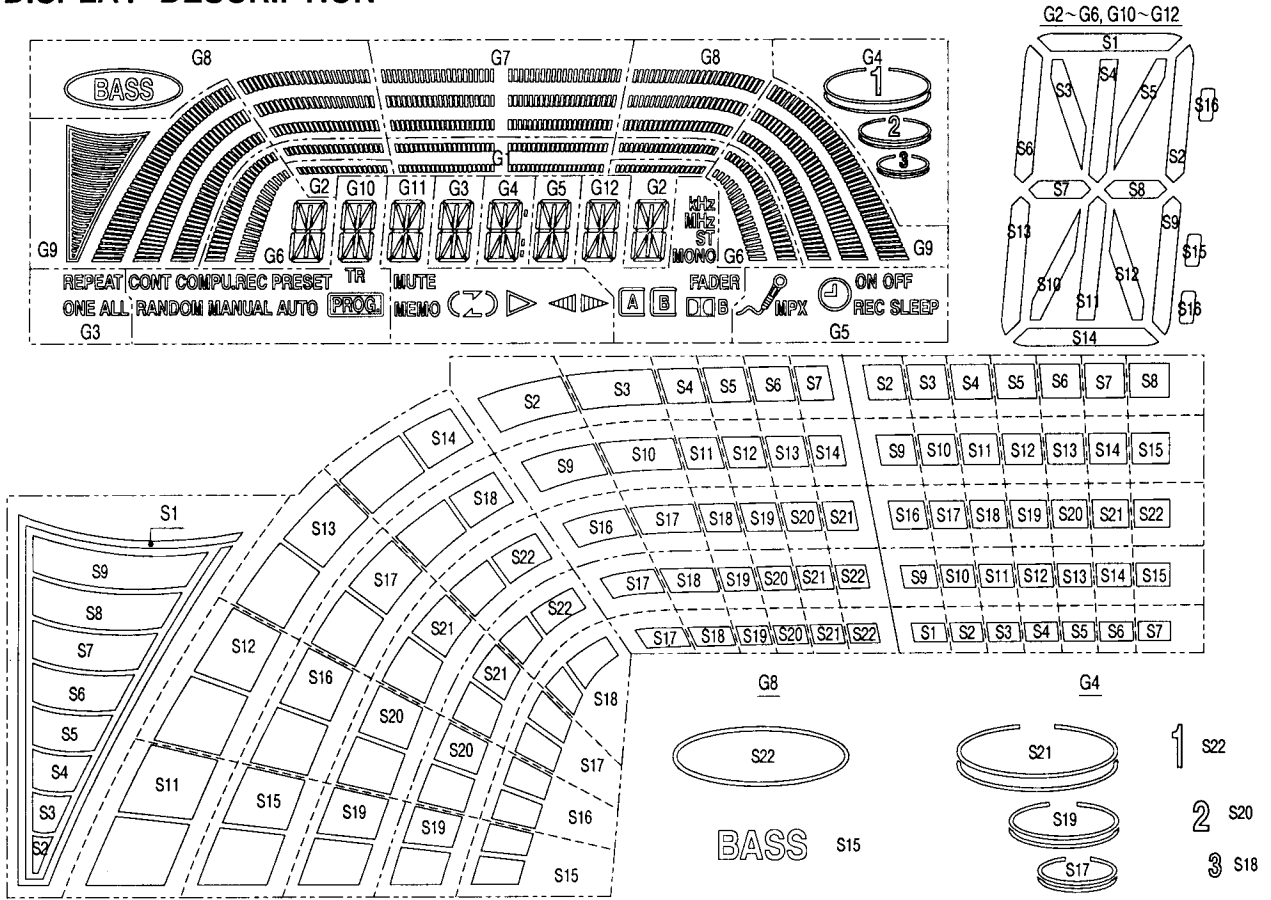 DISPLAY DESCRIPTION
G2~G6, G10~G12
G8 G7 G8 G4
BASS
1
2
3
G1
G2 G10 G11 G3 G4 G5 G12 G2
kHz
MHz
ST
MONO
G9 G6 G6 G9
REPEAT CONT COMPU.REC PRESET TR MUTE FADER ON OFF
ONE ALL RANDOM MANUAL AUTO PROG. MEMO A B B MPX REC SLEEP
G3 G5
S1
S3 S4 S5 S16
S6 S2
S7 S8
S13 S9
S15
S10 S11 S12
S16
S14
S2 S3 S4 S5 S6 S7 S2 S3 S4 S5 S6 S7 S8
S14
S9 S10 S11 S12 S13 S14 S9 S10 S11 S12 S13 S14 S15
S18
S16 S17 S18 S19 S20 S21 S16 S17 S18 S19 S20 S21 S22
S1
S13
S22
S9
S17
S17 S18 S19 S20 S21 S22 S9 S10 S11 S12 S13 S14 S15
S8
S22
S21
S17 S18 S19 S20 S21 S22 S1 S2 S3 S4 S5 S6 S7
S7 S12
S16 S21
S6 S18
S20
S5
S20
S4 S11 S17
S15
S3 S19 S19 S16
S2
S15
G8 G4
S22 S21 1 S22
BASS S15 S19 2 S20
S17 3 S18